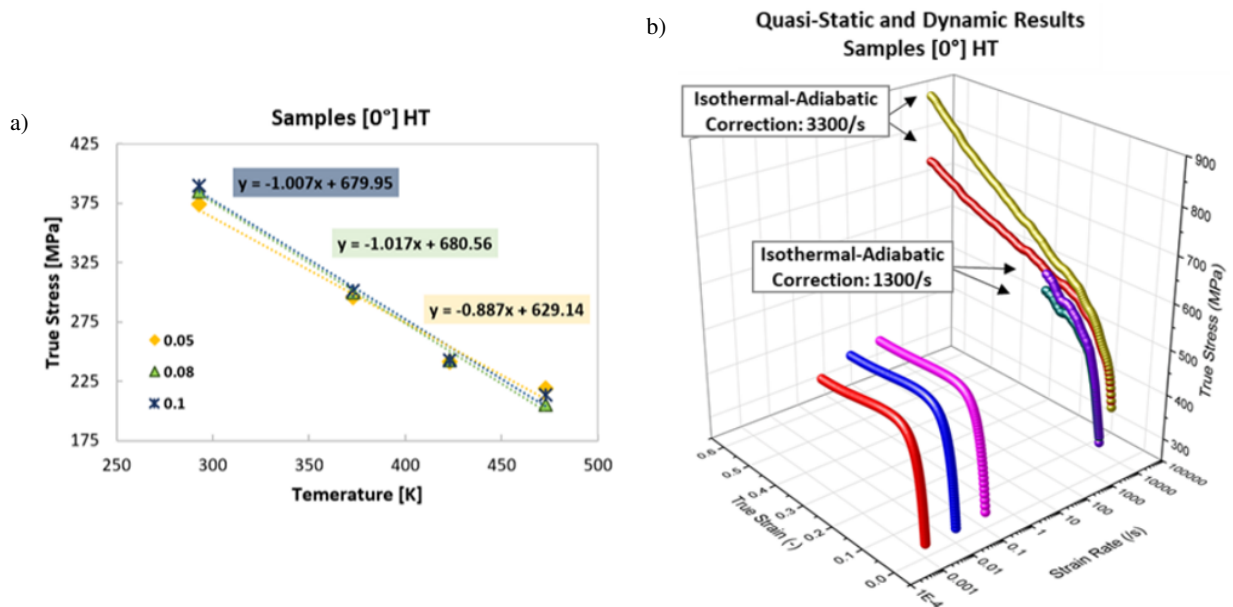 a)
Samples [0°] HT
True Stress [MPa]
425
375
325
275
225
175
y = -1.007x + 679.95
y = -1.017x + 680.56
y = -0.887x + 629.14
0.05
0.08
0.1
250
300
350
400
450
500
Temerature [K]
b)
Quasi-Static and Dynamic Results
Samples [0°] HT
Isothermal-Adiabatic
Correction: 3300/s
Isothermal-Adiabatic
Correction: 1300/s
900
800
700
600
500
400
300
True Stress (MPa)
0.6
0.5
0.4
0.3
0.2
0.1
0.0
True Strain (-)
1E-4
0.001
0.01
0.1
1
10
100
1000
10000
100000
Strain Rate (/s)